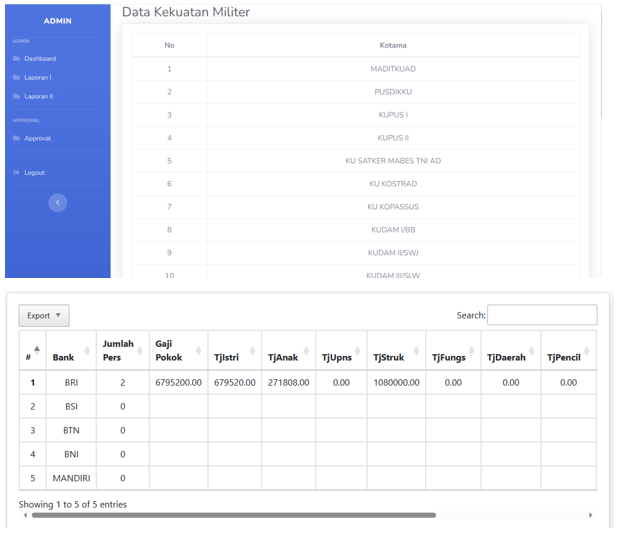 ADMIN
ADMIN
Dashboard
Laporan I
Laporan II
APPROVAL
Approval
Logout
Data Kekuatan Militer
No Kotama
1 MADITKUAD
2 PUSDIKKU
3 KUPUS I
4 KUPUS II
5 KU SATKER MABES TNI AD
6 KU KOSTRAD
7 KU KOPASSUS
8 KUDAM I/BB
9 KUDAM II/SWJ
10 KUDAM III/SLW
Export ▼ Search:
# Bank Jumlah Pers Gaji Pokok TjIstri TjAnak TjUpns TjStruk TjFungs TjDaerah TjPencil
1 BRI 2 6795200.00 679520.00 271808.00 0.00 1080000.00 0.00 0.00 0.00
2 BSI 0
3 BTN 0
4 BNI 0
5 MANDIRI 0
Showing 1 to 5 of 5 entries